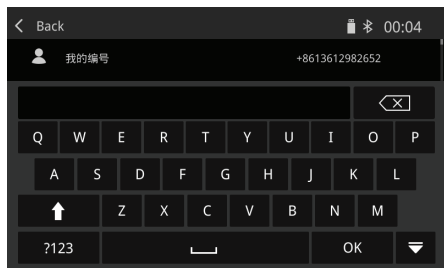 Back 00:04
我的编号 +8613612982652
Q W E R T Y U I O P
A S D F G H J K L
Z X C V B N M
?123 OK